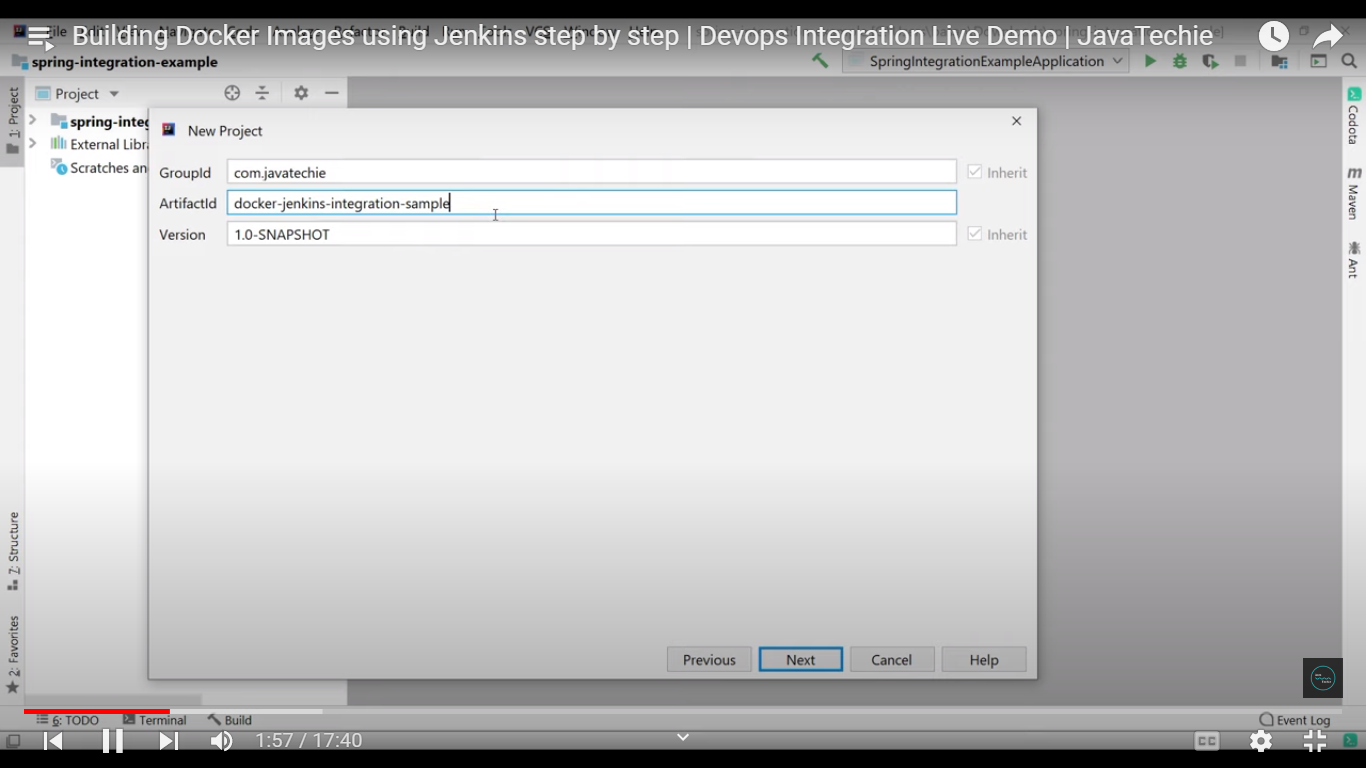 Building Docker Images using Jenkins step by step | Devops Integration Live Demo | JavaTechie
spring-integration-example
SpringIntegrationExampleApplication
1: Project
Project
spring-integ
External Libra
Scratches an
New Project
GroupId
com.javatechie
Inherit
ArtifactId
docker-jenkins-integration-sample
Version
1.0-SNAPSHOT
Inherit
Codota
m
Maven
Ant
7: Structure
2: Favorites
Previous
Next
Cancel
Help
6: TODO
Terminal
Build
Event Log
1:57 / 17:40
CC